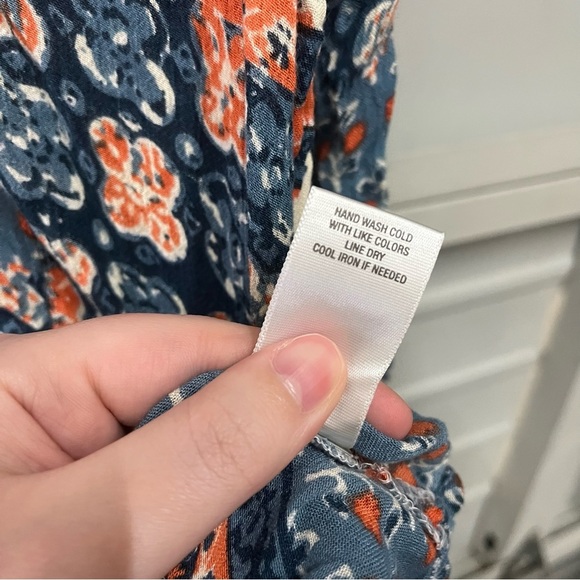 HAND WASH COLD
WITH LIKE COLORS
LINE DRY
COOL IRON IF NEEDED